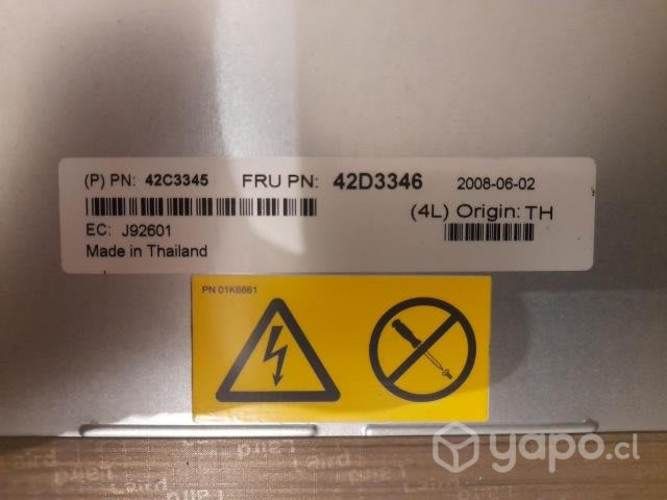 (P) PN: 42C3345 FRU PN: 42D3346 2008-06-02
(4L) Origin: TH
EC: J92601
Made in Thailand
PN 01K6661
Land
yapo.cl